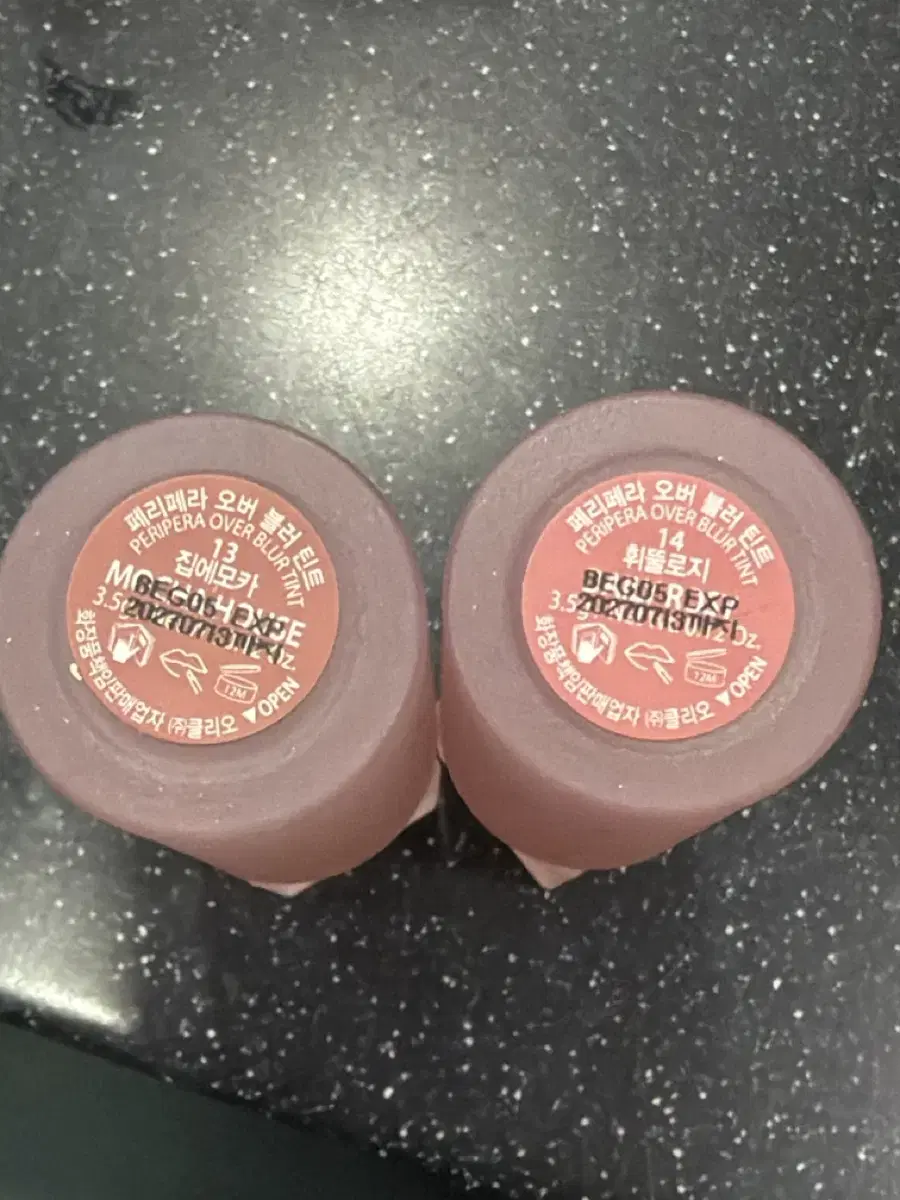 페리페라 오버 블러 틴트
PERIPERA OVER BLUR TINT
13
집에모카
BEG05 EXP
20270713까지
12M
▼OPEN
화장품책임판매업자 ㈜클리오
페리페라 오버 블러 틴트
PERIPERA OVER BLUR TINT
14
휘뚤로지
BEG05 EXP
20270713까지
12M
▼OPEN
화장품책임판매업자 ㈜클리오